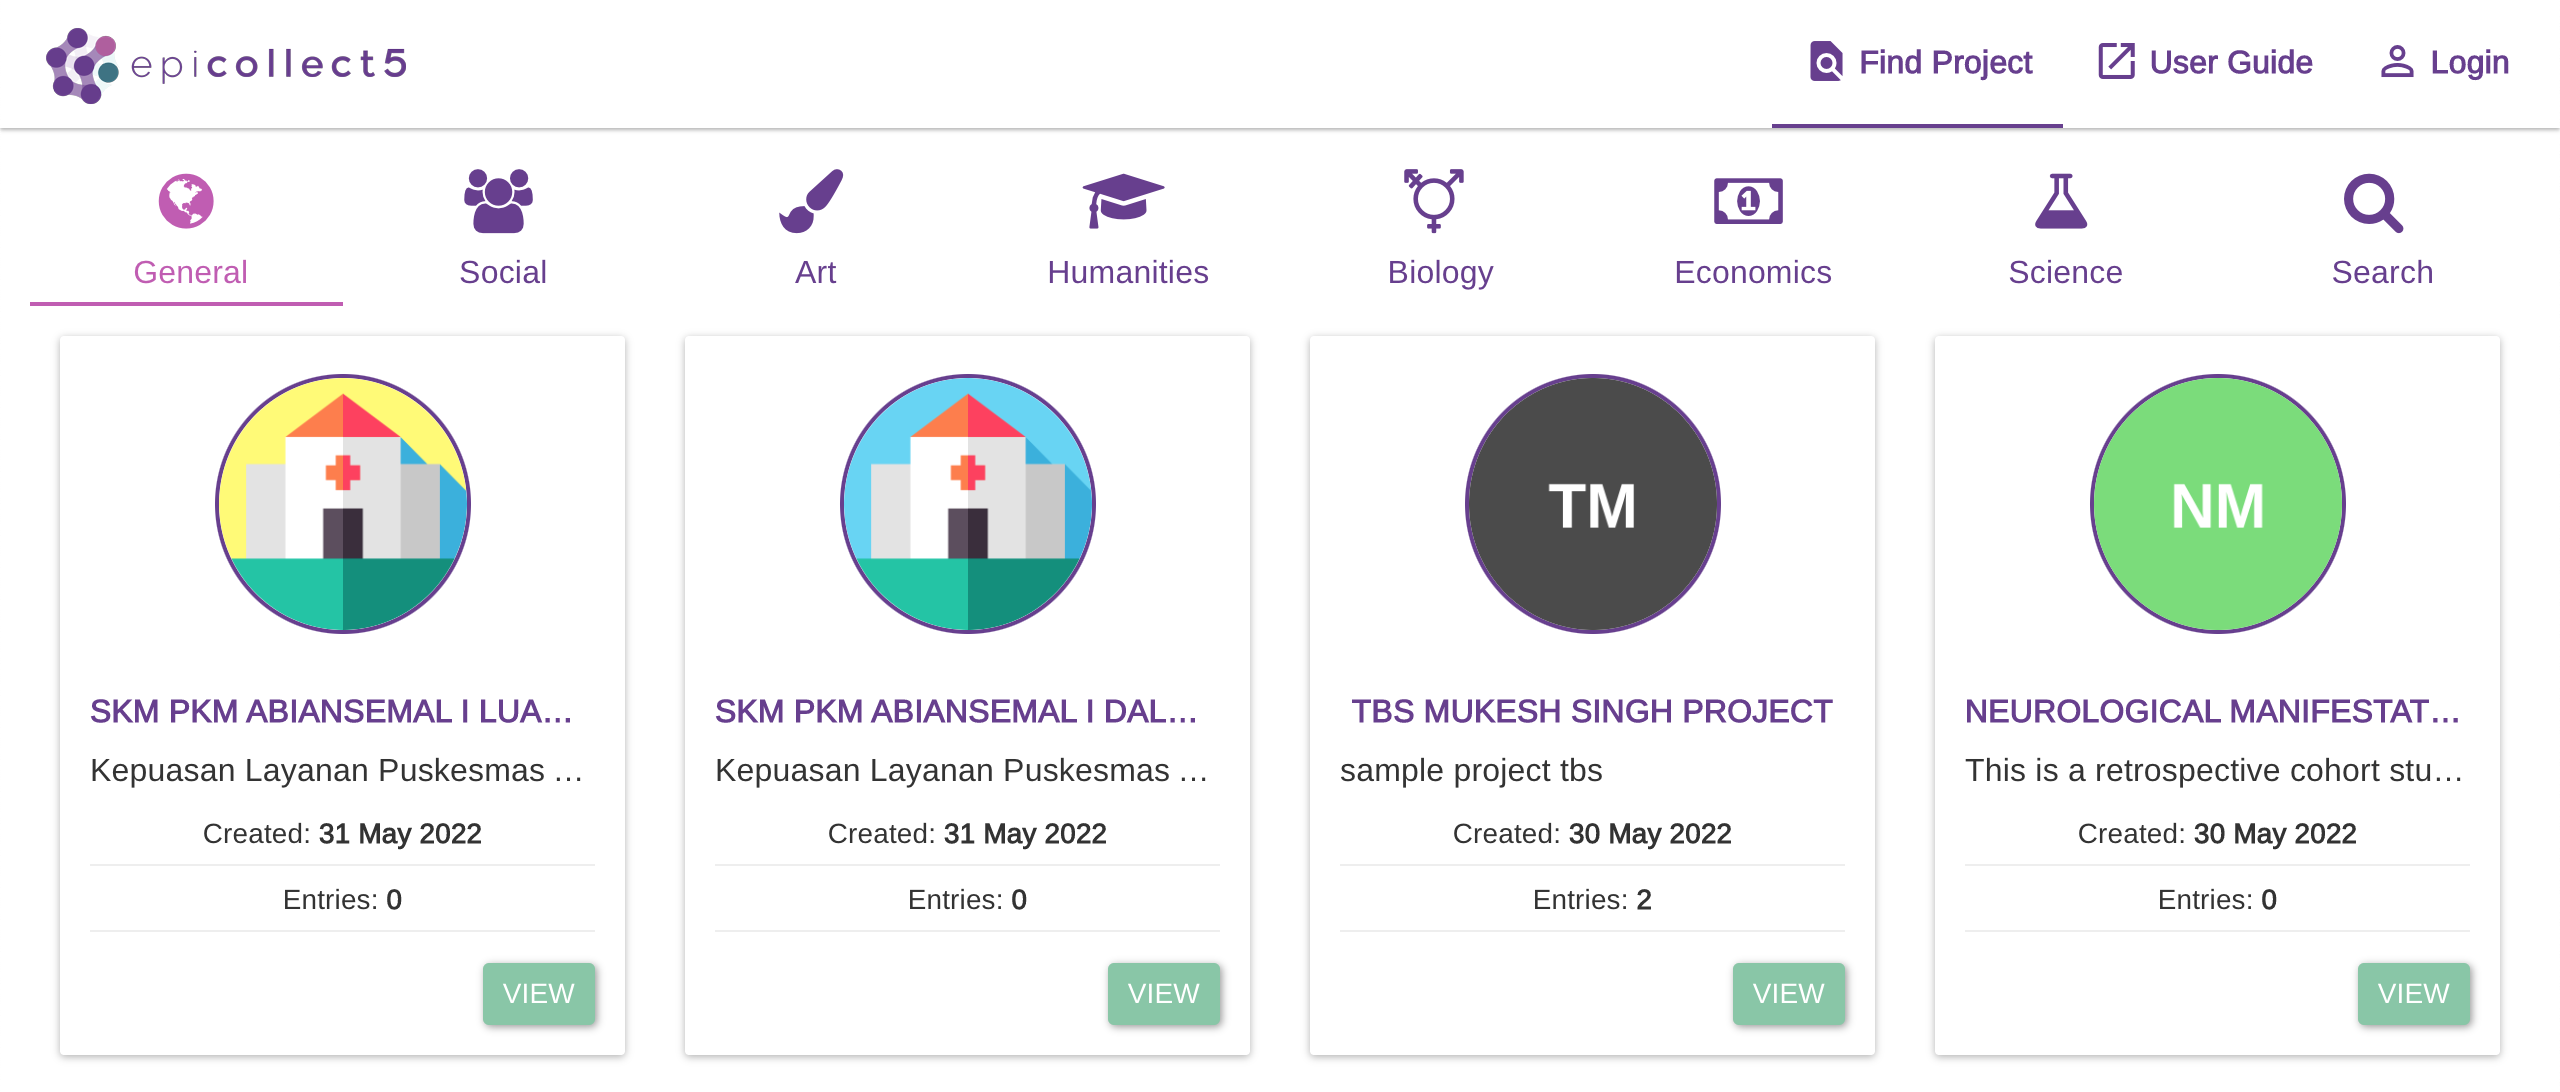 epicollect5
Find Project
User Guide
Login
General
Social
Art
Humanities
Biology
Economics
Science
Search
SKM PKM ABIANSEMAL I LUA...
Kepuasan Layanan Puskesmas ...
Created: 31 May 2022
Entries: 0
VIEW
SKM PKM ABIANSEMAL I DAL...
Kepuasan Layanan Puskesmas ...
Created: 31 May 2022
Entries: 0
VIEW
TM
TBS MUKESH SINGH PROJECT
sample project tbs
Created: 30 May 2022
Entries: 2
VIEW
NM
NEUROLOGICAL MANIFESTAT...
This is a retrospective cohort stu...
Created: 30 May 2022
Entries: 0
VIEW